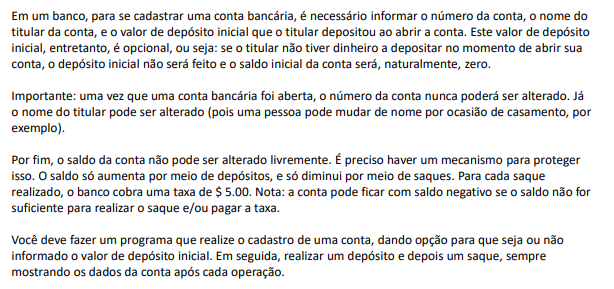 Em um banco, para se cadastrar uma conta bancária, é necessário informar o número da conta, o nome do
titular da conta, e o valor de depósito inicial que o titular depositou ao abrir a conta. Este valor de depósito
inicial, entretanto, é opcional, ou seja: se o titular não tiver dinheiro a depositar no momento de abrir sua
conta, o depósito inicial não será feito e o saldo inicial da conta será, naturalmente, zero.

Importante: uma vez que uma conta bancária foi aberta, o número da conta nunca poderá ser alterado. Já
o nome do titular pode ser alterado (pois uma pessoa pode mudar de nome por ocasião de casamento, por
exemplo).

Por fim, o saldo da conta não pode ser alterado livremente. É preciso haver um mecanismo para proteger
isso. O saldo só aumenta por meio de depósitos, e só diminui por meio de saques. Para cada saque
realizado, o banco cobra uma taxa de $ 5.00. Nota: a conta pode ficar com saldo negativo se o saldo não for
suficiente para realizar o saque e/ou pagar a taxa.

Você deve fazer um programa que realize o cadastro de uma conta, dando opção para que seja ou não
informado o valor de depósito inicial. Em seguida, realizar um depósito e depois um saque, sempre
mostrando os dados da conta após cada operação.